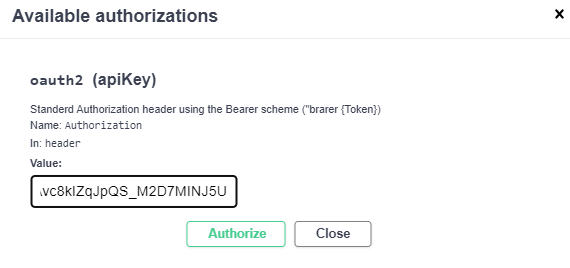 Available authorizations
×
oauth2 (apiKey)
Standerd Authorization header using the Bearer scheme ("brarer {Token})
Name: Authorization
In: header
Value:
vc8kIZqJpQS_M2D7MINJ5U
Authorize Close